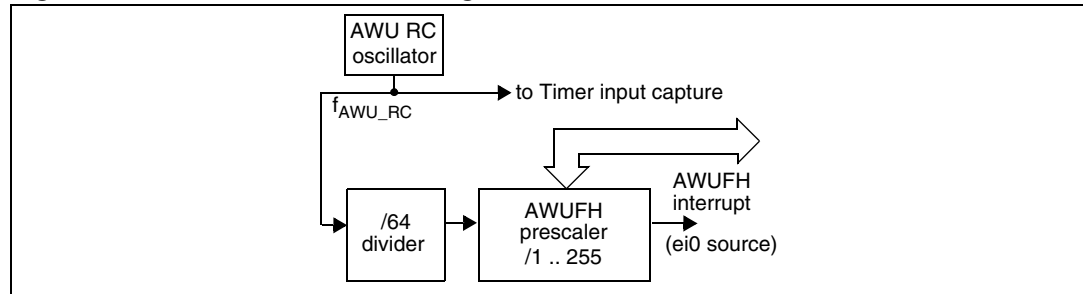 AWU RC
oscillator
to Timer input capture
fAWU_RC
AWUFH
interrupt
(ei0 source)
/64
divider
AWUFH
prescaler
/1 .. 255